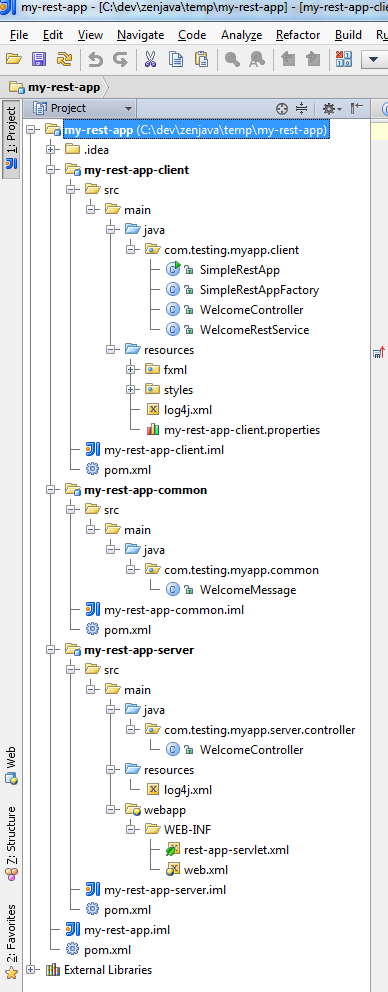 my-rest-app - [C:\dev\zenjava\temp\my-rest-app] - [my-rest-app-clie
File Edit View Navigate Code Analyze Refactor Build
my-rest-app
Project
1: Project
my-rest-app (C:\dev\zenjava\temp\my-rest-app)
.idea
my-rest-app-client
src
main
java
com.testing.myapp.client
SimpleRestApp
SimpleRestAppFactory
WelcomeController
WelcomeRestService
resources
fxml
styles
log4j.xml
my-rest-app-client.properties
my-rest-app-client.iml
pom.xml
my-rest-app-common
src
main
java
com.testing.myapp.common
WelcomeMessage
my-rest-app-common.iml
pom.xml
my-rest-app-server
src
main
java
com.testing.myapp.server.controller
WelcomeController
resources
log4j.xml
webapp
WEB-INF
rest-app-servlet.xml
web.xml
my-rest-app-server.iml
pom.xml
my-rest-app.iml
pom.xml
External Libraries
Web
7: Structure
2: Favorites